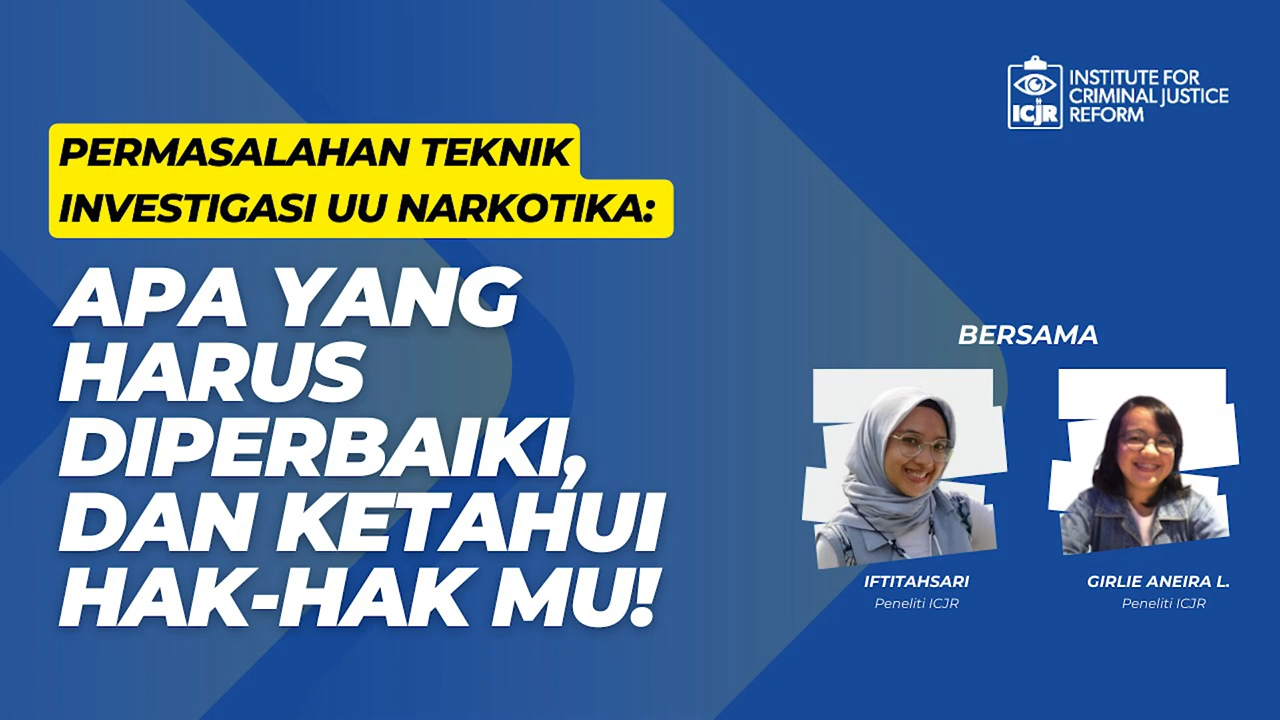 ICJR
INSTITUTE FOR
CRIMINAL JUSTICE
REFORM
PERMASALAHAN TEKNIK
INVESTIGASI UU NARKOTIKA:
APA YANG
HARUS
DIPERBAIKI,
DAN KETAHUI
HAK-HAK MU!
BERSAMA
IFTITAHSARI
Peneliti ICJR
GIRLIE ANEIRA L.
Peneliti ICJR